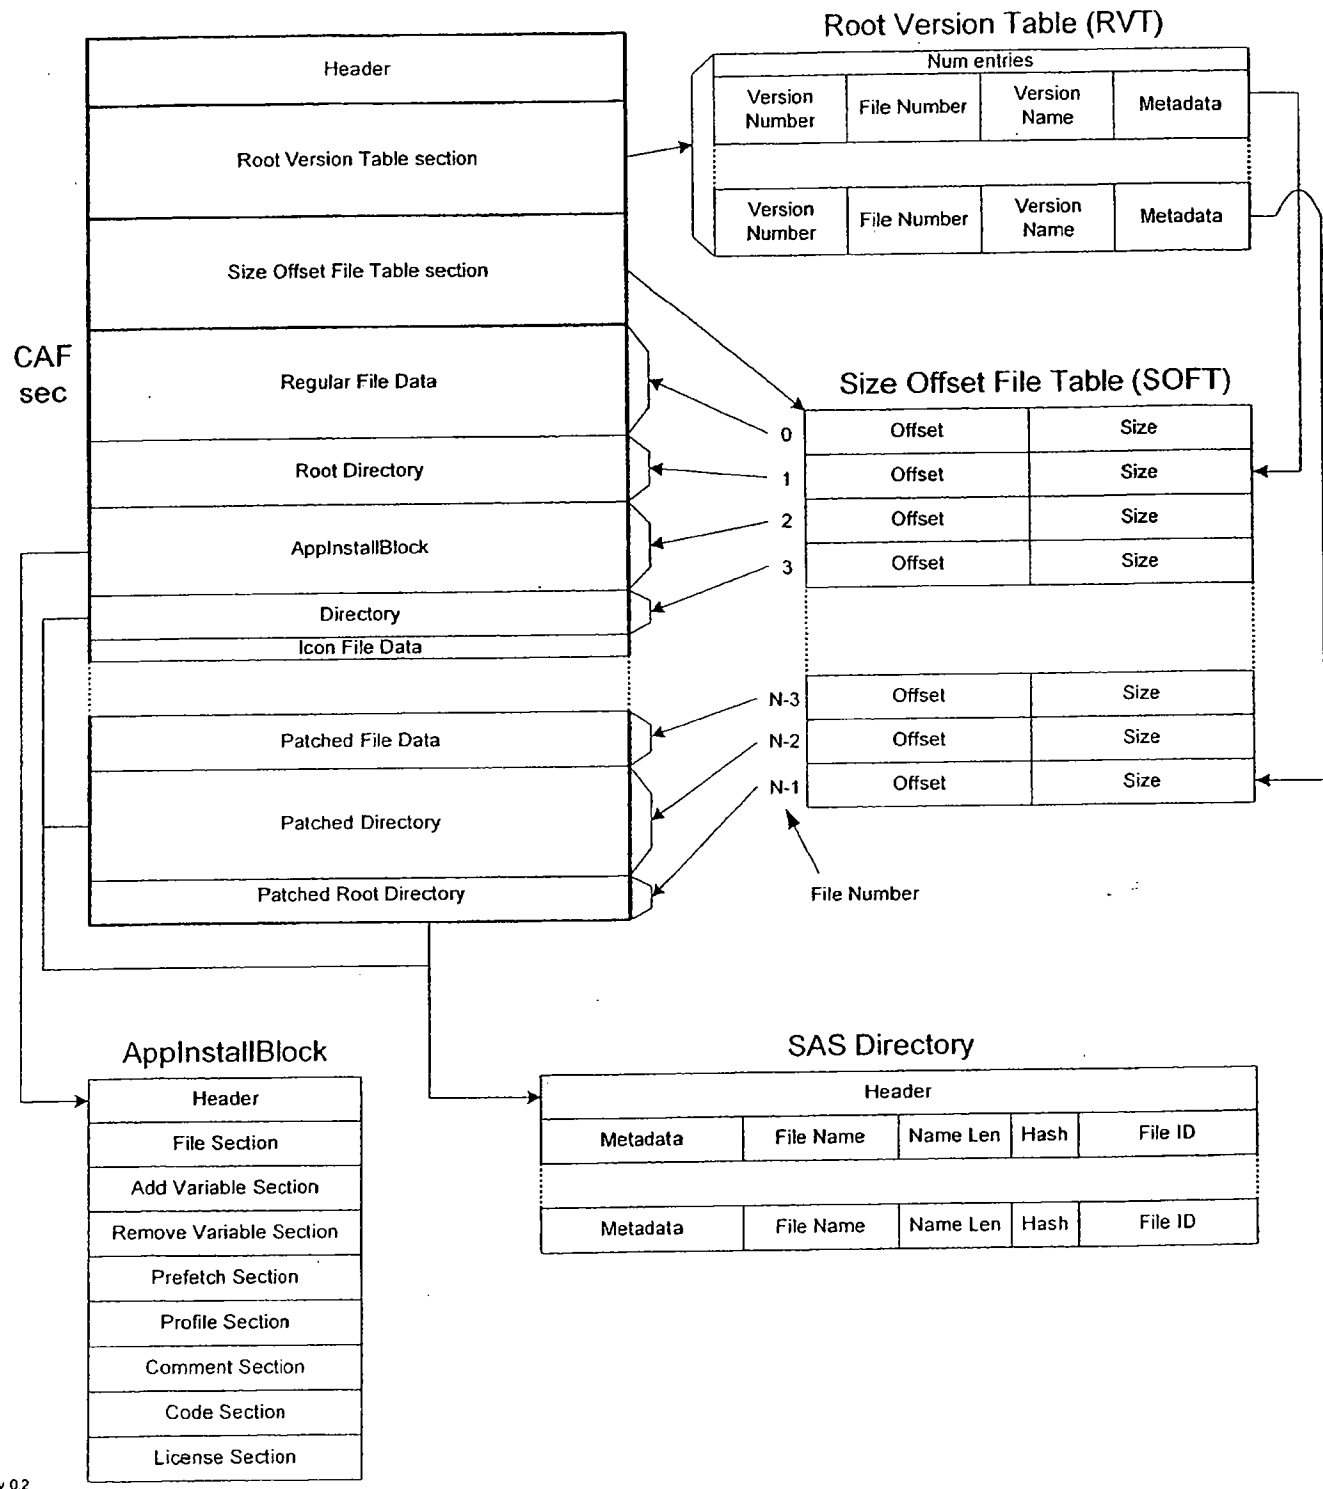 Root Version Table (RVT)
Num entries
Version Number
File Number
Version Name
Metadata
Version Number
File Number
Version Name
Metadata
CAF
sec
Header
Root Version Table section
Size Offset File Table section
Regular File Data
Root Directory
AppInstallBlock
Directory
Icon File Data
Patched File Data
Patched Directory
Patched Root Directory
Size Offset File Table (SOFT)
0 Offset Size
1 Offset Size
2 Offset Size
3 Offset Size
N-3 Offset Size
N-2 Offset Size
N-1 Offset Size
File Number
AppInstallBlock
Header
File Section
Add Variable Section
Remove Variable Section
Prefetch Section
Profile Section
Comment Section
Code Section
License Section
SAS Directory
Header
Metadata File Name Name Len Hash File ID
Metadata File Name Name Len Hash File ID
0.2